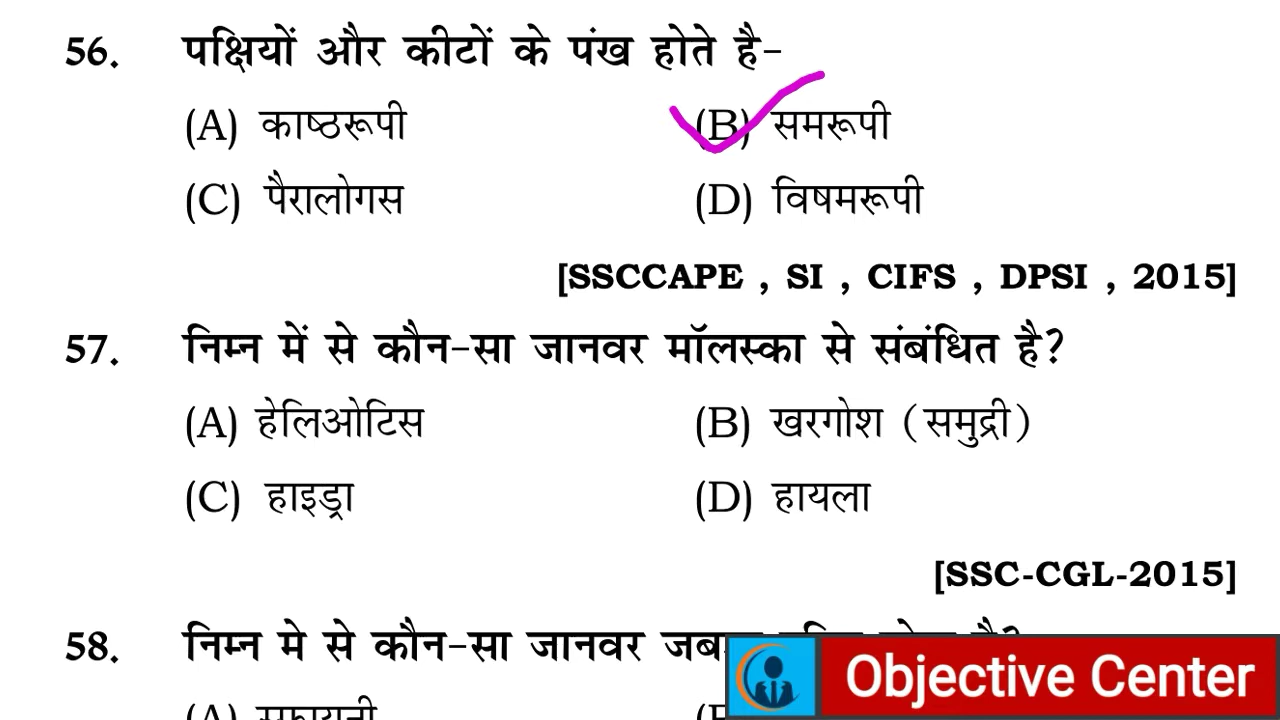 56. पक्षियों और कीटों के पंख होते है-
(A) काष्ठरूपी (B) समरूपी
(C) पैरालोगस (D) विषमरूपी
[SSCCAPE , SI , CIFS , DPSI , 2015]
57. निम्न में से कौन-सा जानवर मॉलस्का से संबंधित है?
(A) हेलिओटिस (B) खरगोश (समुद्री)
(C) हाइड्रा (D) हायला
[SSC-CGL-2015]
58. निम्न मे से कौन-सा जानवर
Objective Center
(A)